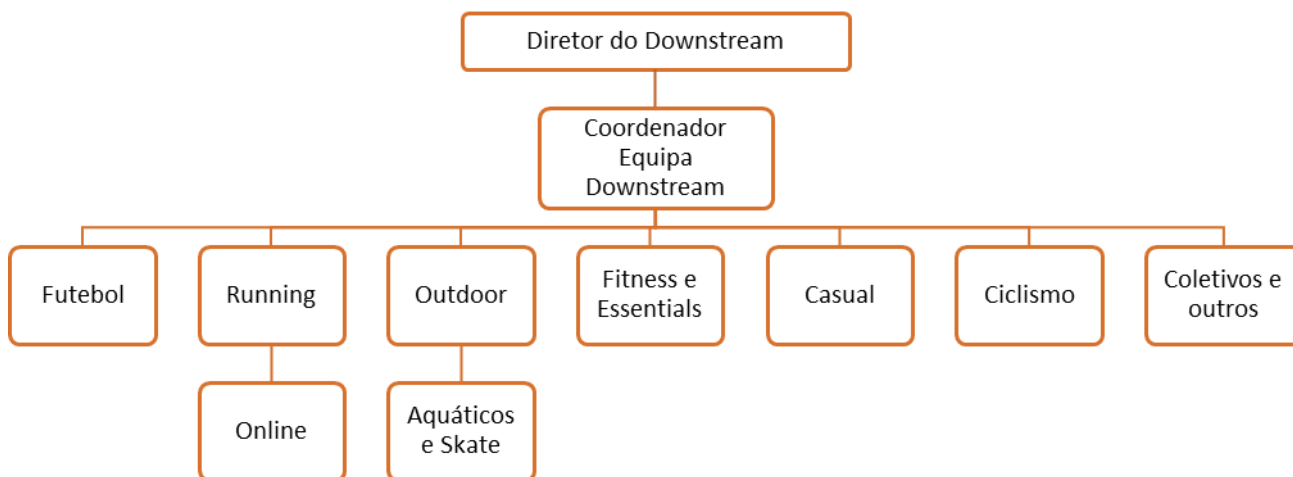 Diretor do Downstream
Coordenador
Equipa
Downstream
Futebol
Running
Outdoor
Fitness e
Essentials
Casual
Ciclismo
Coletivos e
outros
Online
Aquáticos
e Skate